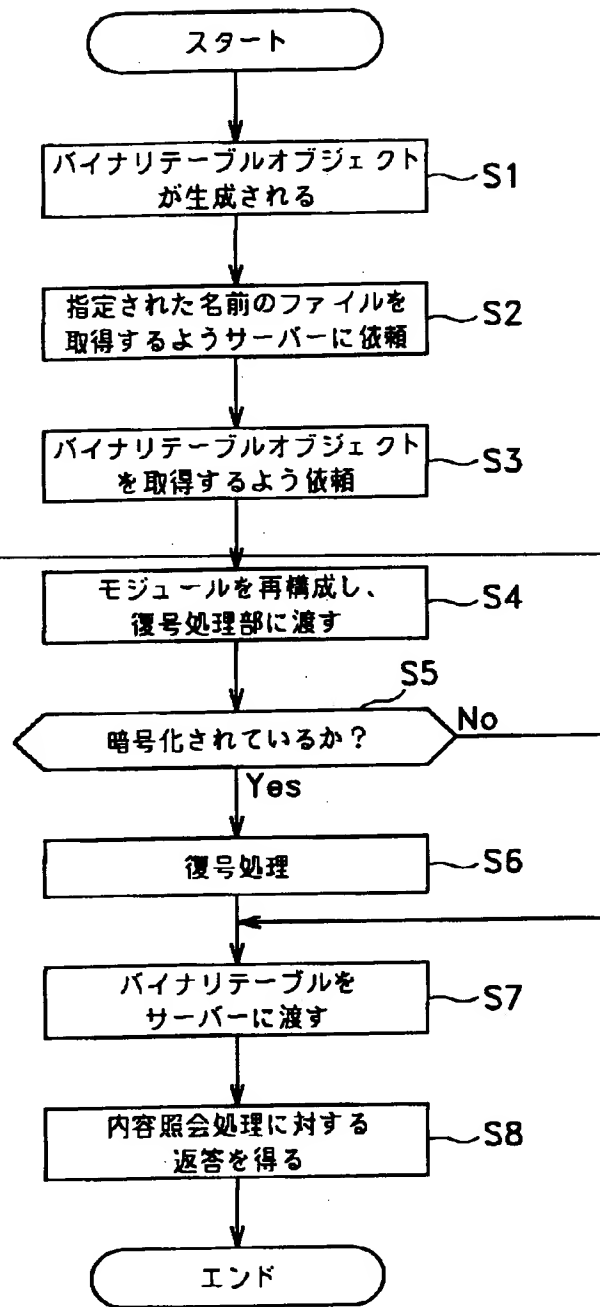 スタート
バイナリテーブルオブジェクト
が生成される
S1
指定された名前のファイルを
取得するようサーバーに依頼
S2
バイナリテーブルオブジェクト
を取得するよう依頼
S3
モジュールを再構成し、
復号処理部に渡す
S4
S5
暗号化されているか？
No
Yes
復号処理
S6
バイナリテーブルを
サーバーに渡す
S7
内容照会処理に対する
返答を得る
S8
エンド